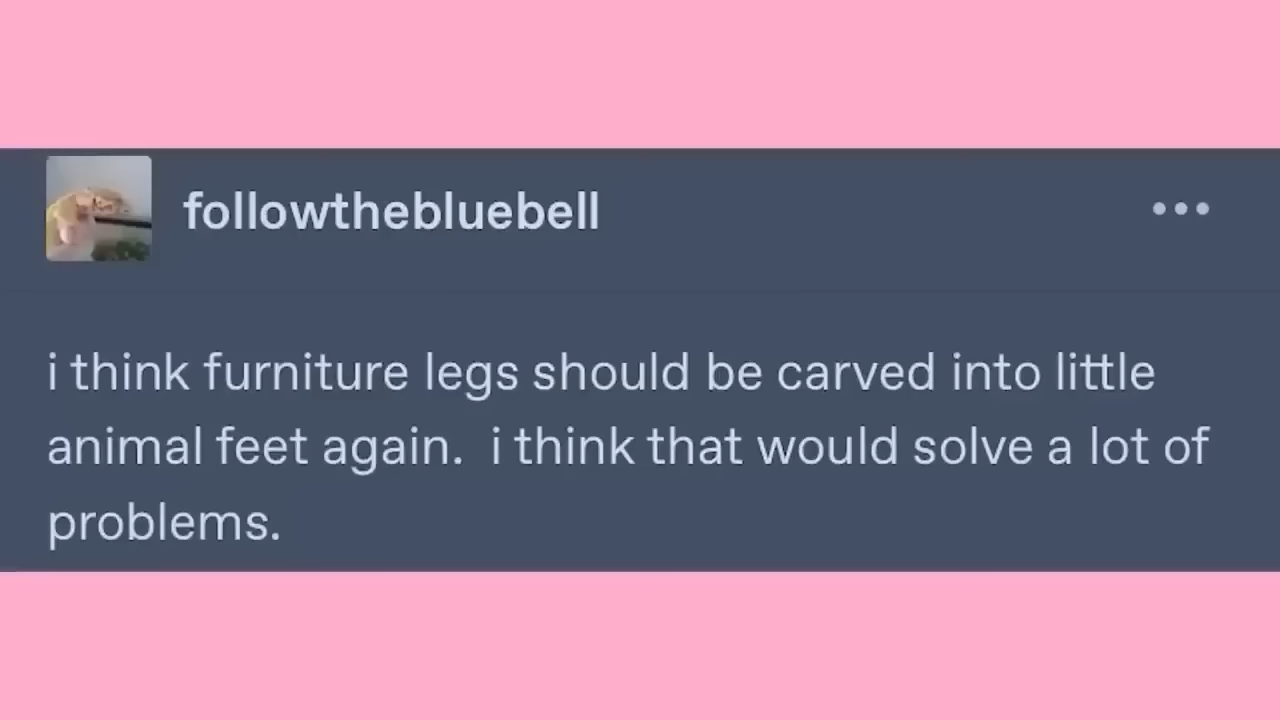 followthebluebell
i think furniture legs should be carved into little
animal feet again.  i think that would solve a lot of
problems.